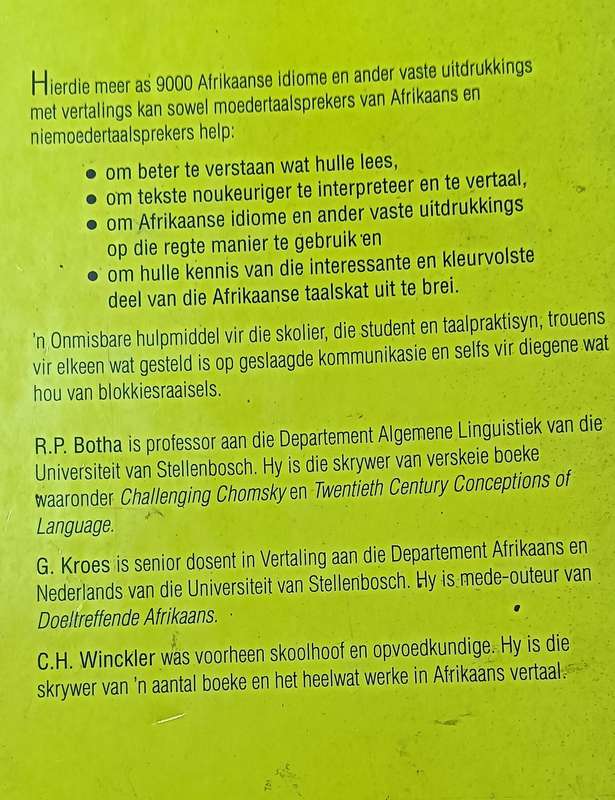 Hierdie meer as 9000 Afrikaanse idiome en ander vaste uitdrukkings
met vertalings kan sowel moedertaalsprekers van Afrikaans en
niemoedertaalsprekers help:
● om beter te verstaan wat hulle lees,
● om tekste noukeuriger te interpreteer en te vertaal,
● om Afrikaanse idiome en ander vaste uitdrukkings
op die regte manier te gebruik en
● om hulle kennis van die interessante en kleurvolste
deel van die Afrikaanse taalskat uit te brei.
'n Onmisbare hulpmiddel vir die skolier, die student en taalpraktisyn; trouens
vir elkeen wat gesteld is op geslaagde kommunikasie en selfs vir diegene wat
hou van blokkiesraaisels.
R.P. Botha is professor aan die Departement Algemene Linguistiek van die
Universiteit van Stellenbosch. Hy is die skrywer van verskeie boeke
waaronder Challenging Chomsky en Twentieth Century Conceptions of
Language.
G. Kroes is senior dosent in Vertaling aan die Departement Afrikaans en
Nederlands van die Universiteit van Stellenbosch. Hy is mede-outeur van
Doeltreffende Afrikaans.
C.H. Winckler was voorheen skoolhoof en opvoedkundige. Hy is die
skrywer van 'n aantal boeke en het heelwat werke in Afrikaans vertaal.